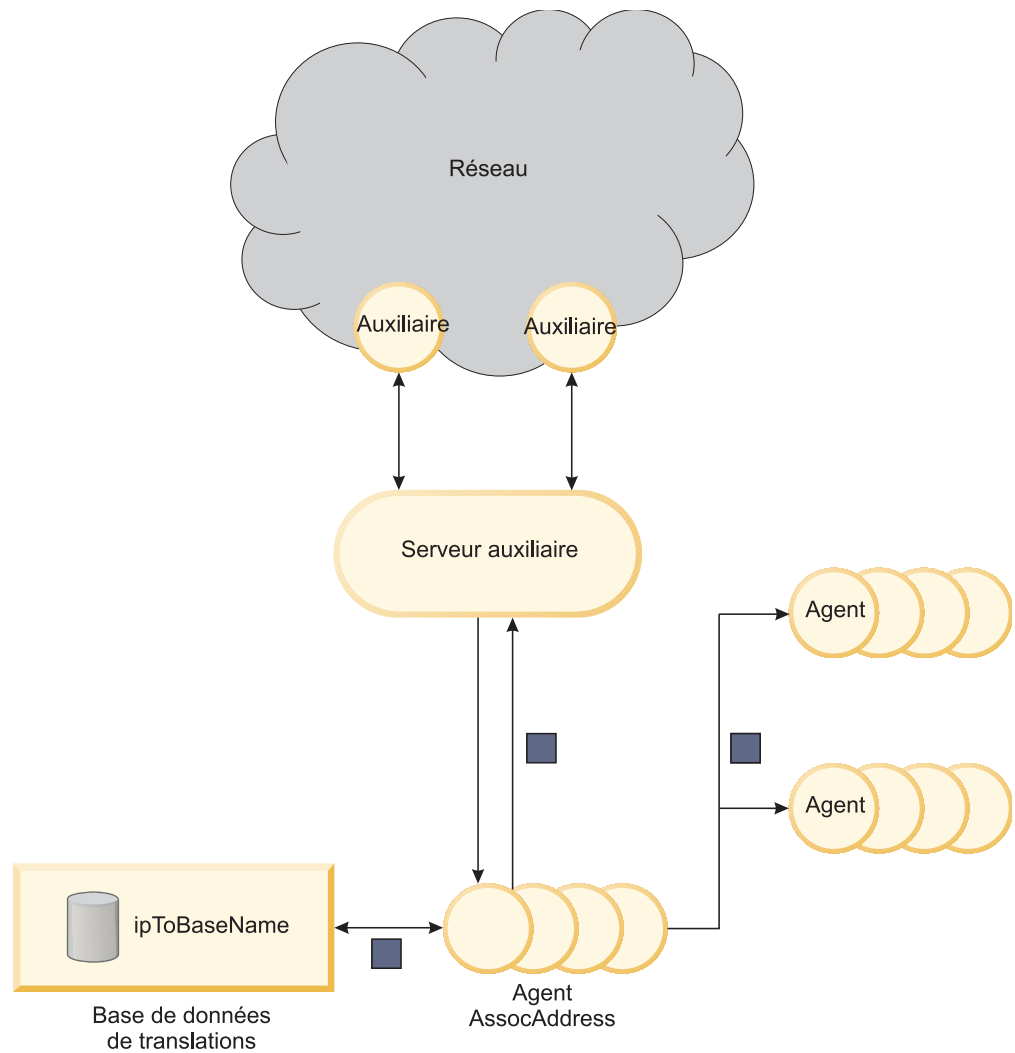 Réseau
Auxiliaire
Auxiliaire
Serveur auxiliaire
Agent
Agent
ipToBaseName
Base de données
de translations
Agent
AssocAddress